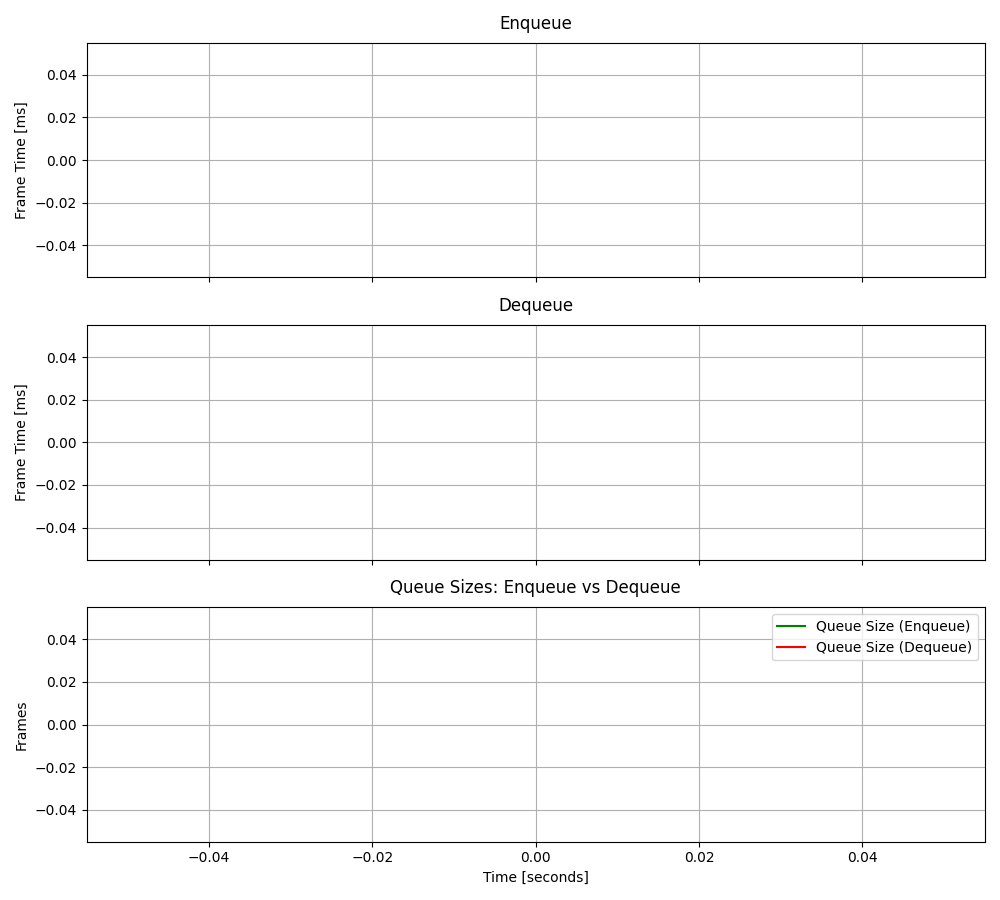 Enqueue
Frame Time [ms]
0.04
0.02
0.00
−0.02
−0.04
Dequeue
Frame Time [ms]
0.04
0.02
0.00
−0.02
−0.04
Queue Sizes: Enqueue vs Dequeue
Frames
0.04
0.02
0.00
−0.02
−0.04
Queue Size (Enqueue)
Queue Size (Dequeue)
−0.04 −0.02 0.00 0.02 0.04
Time [seconds]